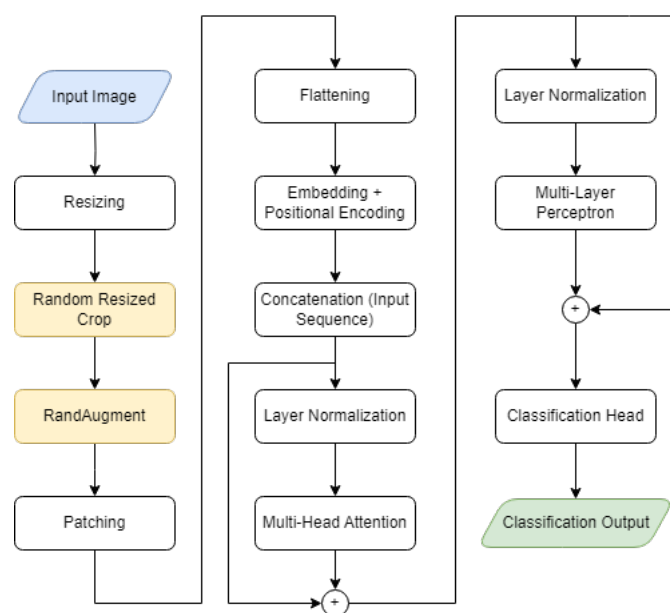 Input Image
Resizing
Random Resized
Crop
RandAugment
Patching
Flattening
Embedding +
Positional Encoding
Concatenation (Input
Sequence)
Layer Normalization
Multi-Head Attention
+
Layer Normalization
Multi-Layer
Perceptron
+
Classification Head
Classification Output